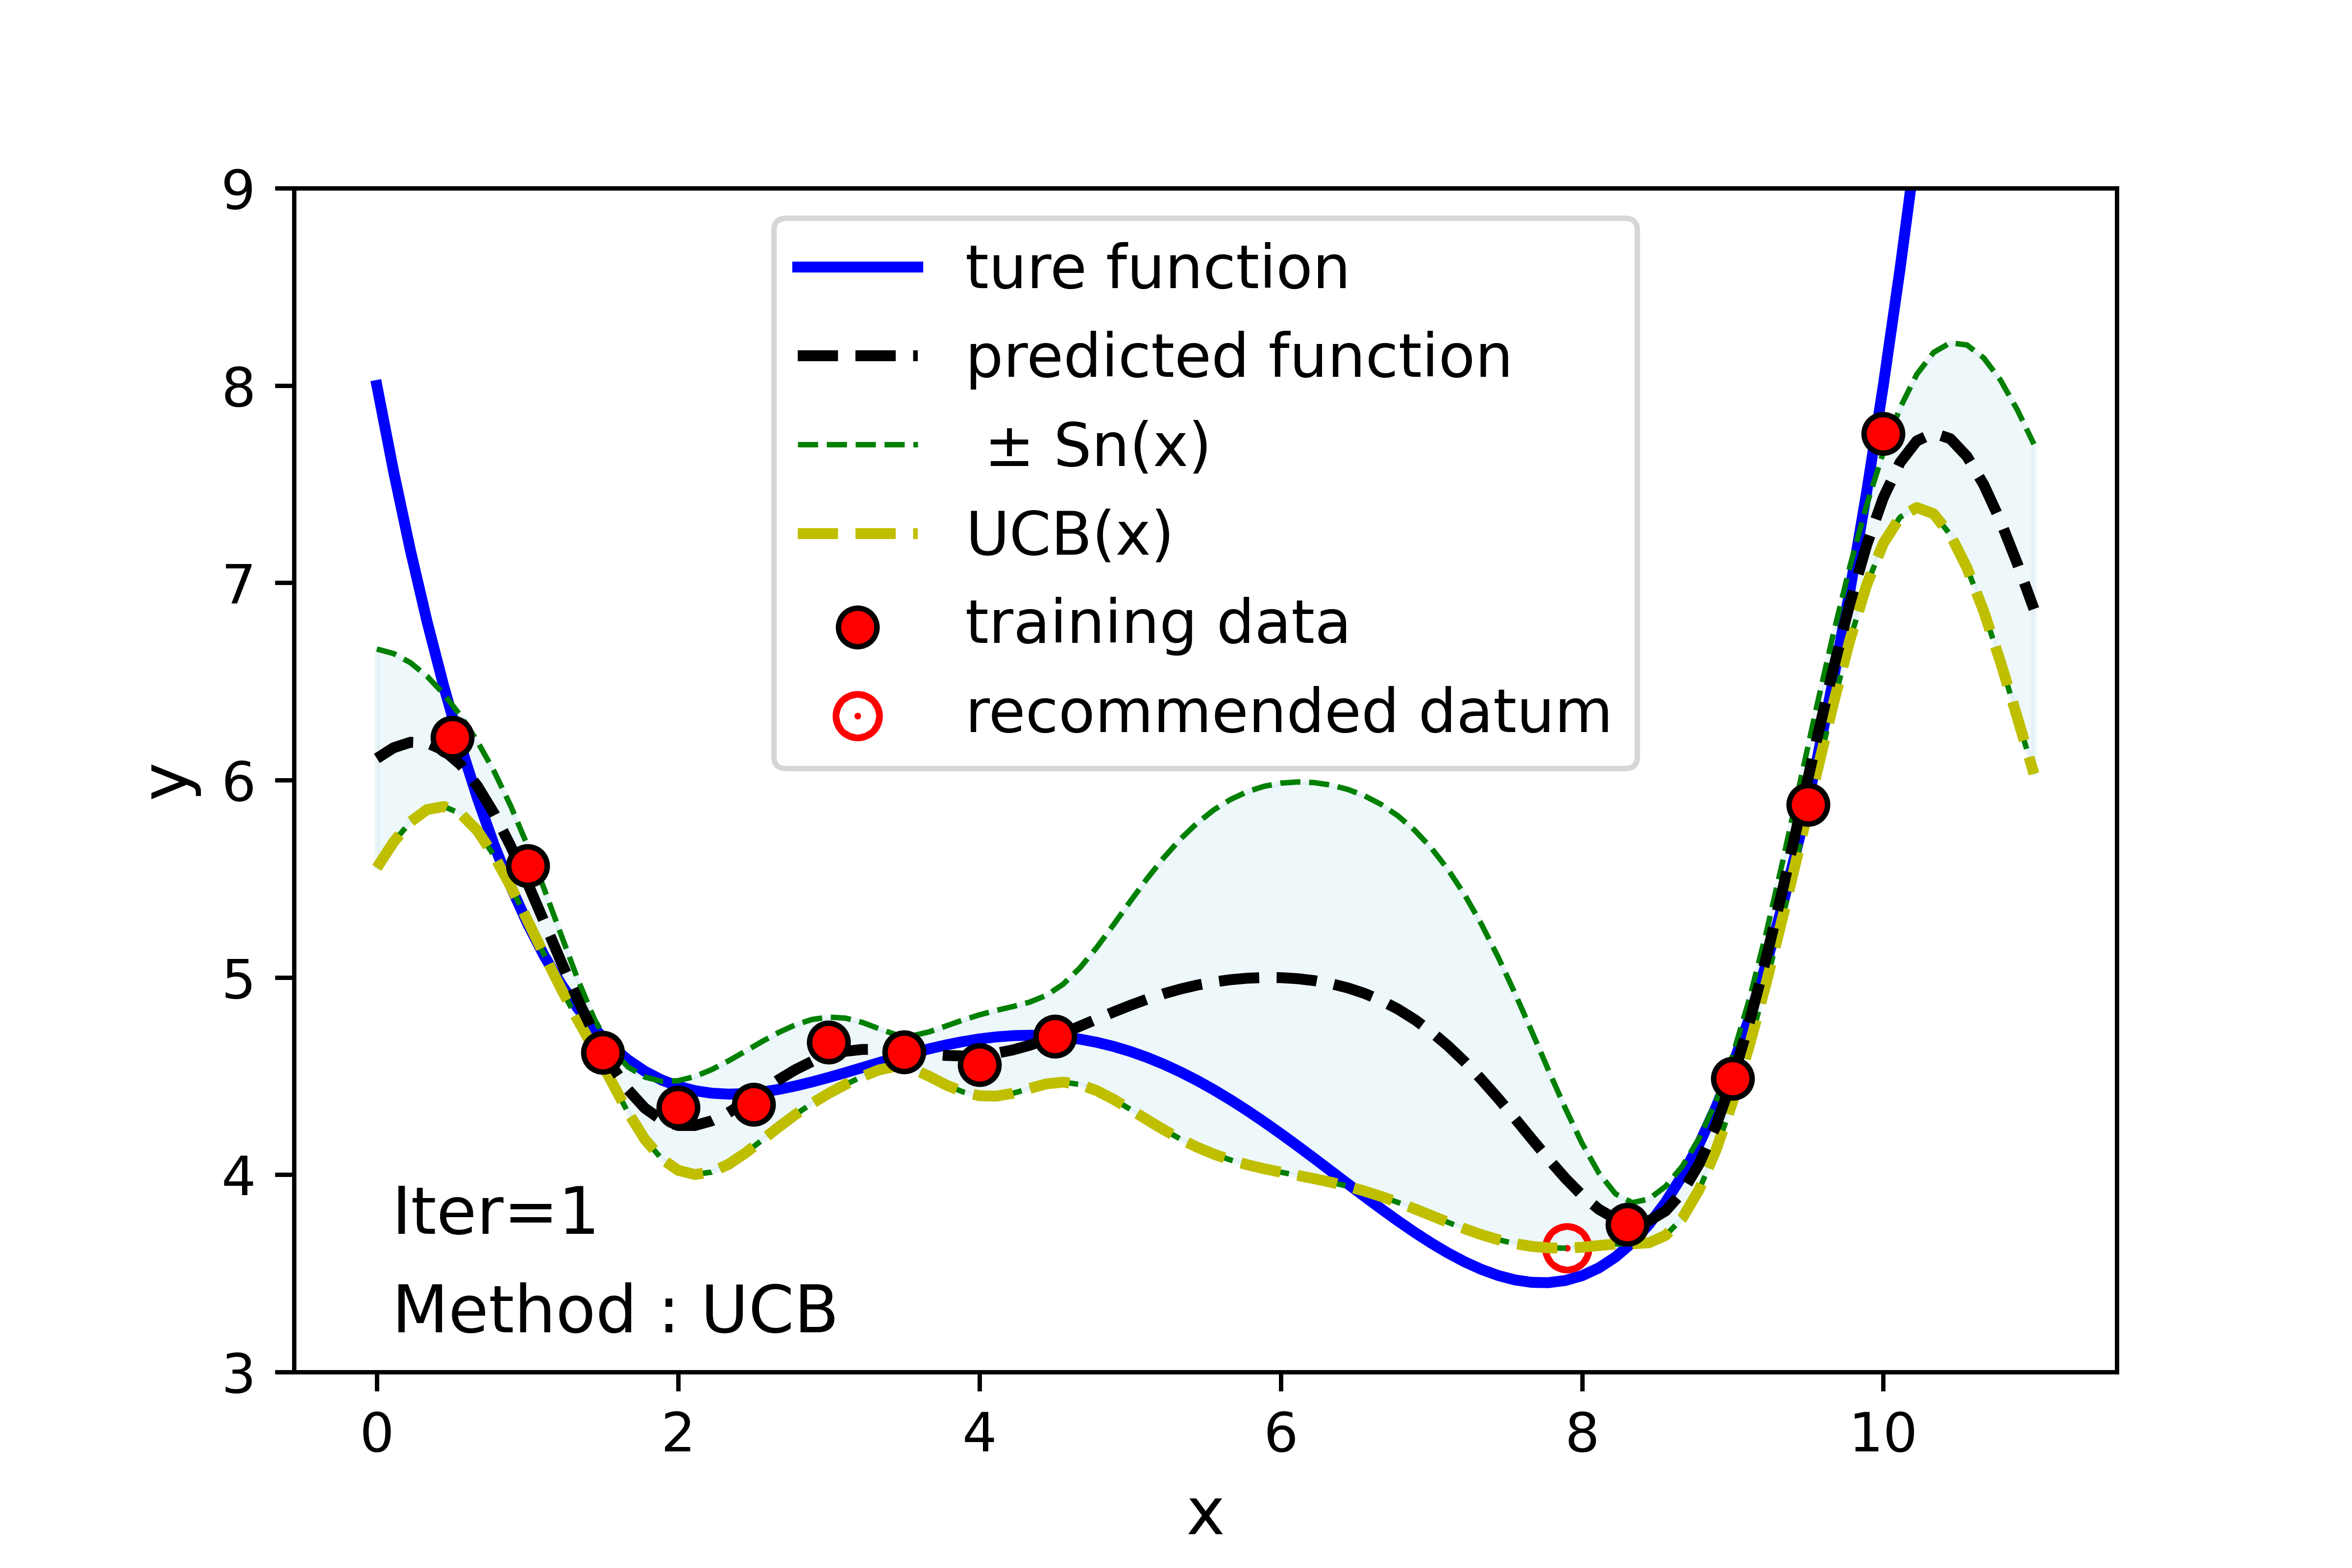 ture function
predicted function
± Sn(x)
UCB(x)
training data
recommended datum
9
8
7
6
5
4
3
y
Iter=1
Method : UCB
0 2 4 6 8 10
x